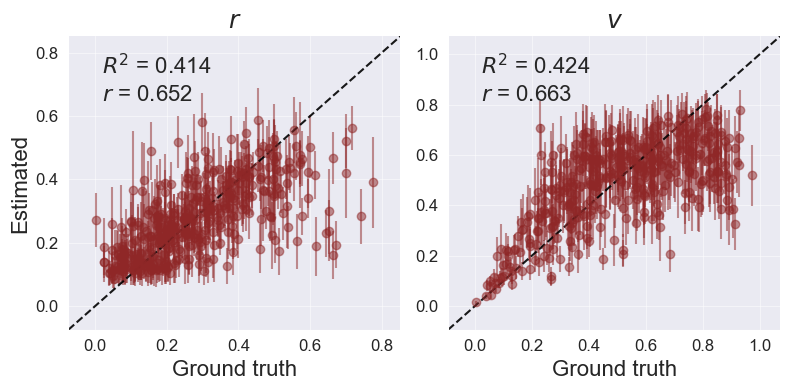 r
v
R² = 0.414
r = 0.652
R² = 0.424
r = 0.663
Estimated
0.8
0.6
0.4
0.2
0.0
1.0
0.8
0.6
0.4
0.2
0.0
0.0 0.2 0.4 0.6 0.8
0.0 0.2 0.4 0.6 0.8 1.0
Ground truth
Ground truth